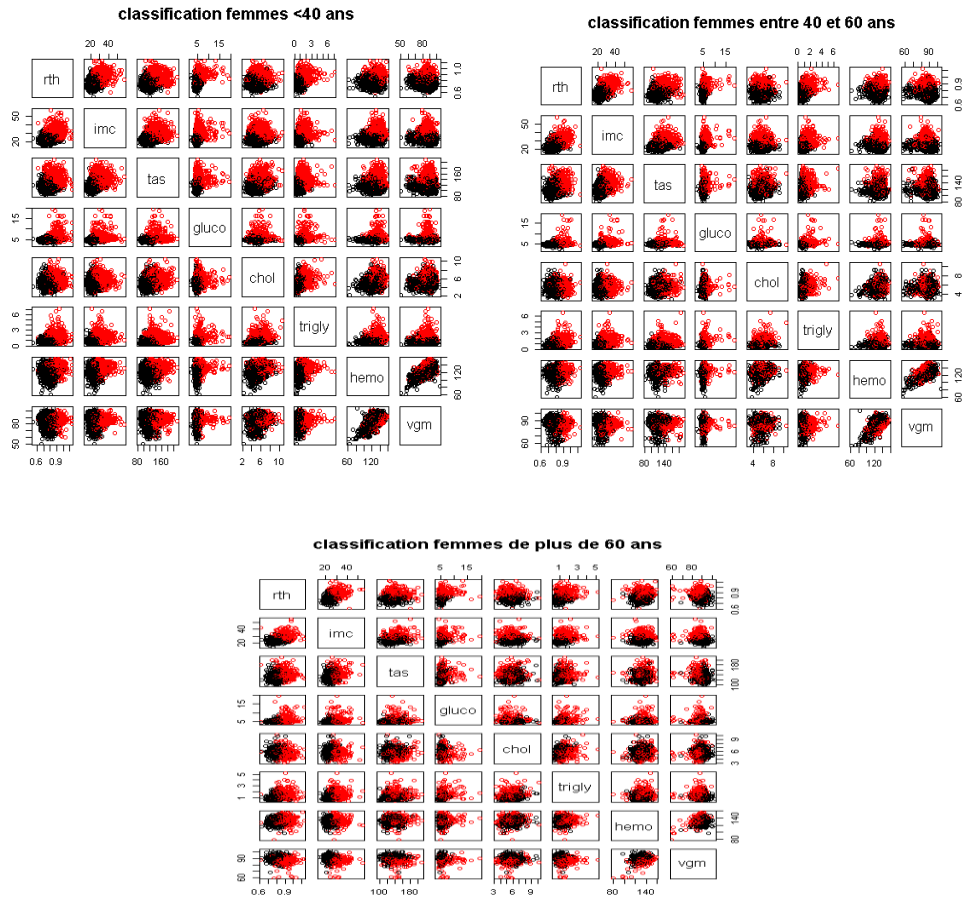 classification femmes <40 ans
20 40
5 15
0 3 6
50 80
rth
0.6 1.0
20 50
imc
tas
80 160
5 15
gluco
chol
2 6 10
0 3 6
trigly
hemo
60 120
50 80
vgm
0.6 0.9
80 160
2 6 10
60 120
classification femmes entre 40 et 60 ans
20 40
5 15
0 2 4 6
60 90
rth
0.6 0.9
20 50
imc
tas
80 140
5 15
gluco
chol
4 8
0 2 4 6
trigly
hemo
60 120
60 90
vgm
0.6 0.9
80 140
4 8
60 120
classification femmes de plus de 60 ans
20 40
5 15
1 3 5
60 80
rth
0.6 0.9
20 40
imc
tas
100 180
5 15
gluco
chol
3 6 9
1 3 5
trigly
hemo
80 140
60 90
vgm
0.6 0.9
100 180
3 6 9
80 140